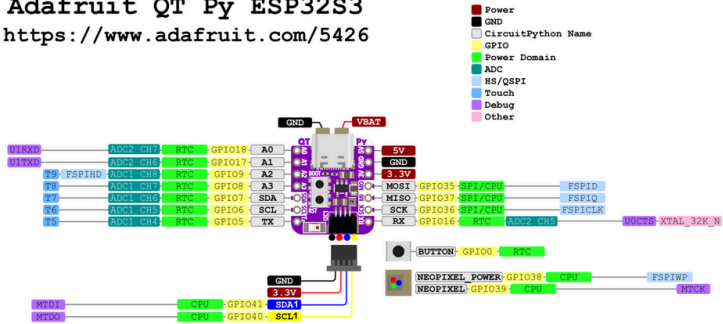 Adafruit QT Py ESP32S3
https://www.adafruit.com/5426
Power
GND
CircuitPython Name
GPIO
Power Domain
ADC
HS/QSPI
Touch
Debug
Other
GND VBAT
QT Py
U1RXD ADC2_CH7 RTC GPIO18 A0 5V
U1TXD ADC2_CH6 RTC GPIO17 A1 GND
T9 FSPIHD ADC1_CH8 RTC GPIO9 A2 3.3V
T8 ADC1_CH7 RTC GPIO8 A3 MOSI GPIO35 SPI/CPU FSPID
T7 ADC1_CH6 RTC GPIO7 SDA MISO GPIO37 SPI/CPU FSPIQ
T6 ADC1_CH5 RTC GPIO6 SCL SCK GPIO36 SPI/CPU FSPICLK
T5 ADC1_CH4 RTC GPIO5 TX RX GPIO16 RTC ADC2_CH5 U0CTS XTAL_32K_N
BOOT
RST
BUTTON GPIO0 RTC
GND
3.3V
NEOPIXEL_POWER GPIO38 CPU FSPIWP
NEOPIXEL GPIO39 CPU MTCK
MTDI CPU GPIO41 SDA1
MTDO CPU GPIO40 SCL1